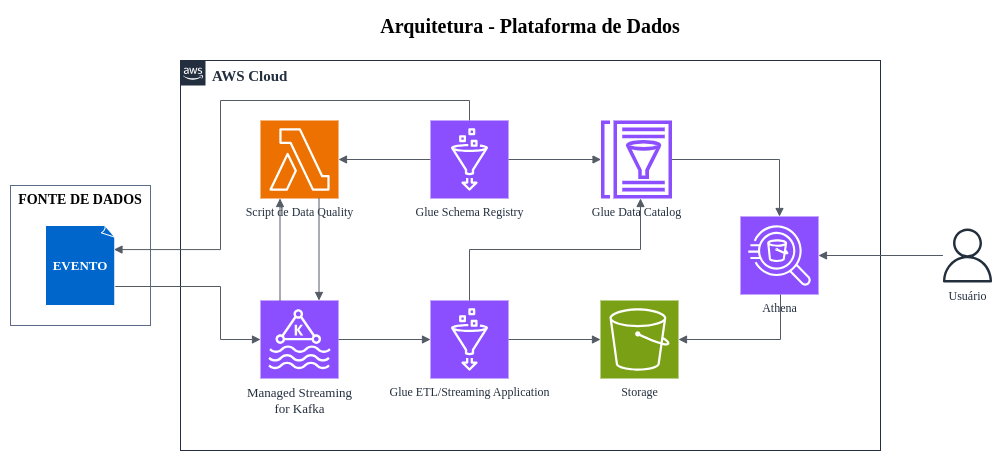 Arquitetura - Plataforma de Dados
aws
AWS Cloud
FONTE DE DADOS
EVENTO
Script de Data Quality
Glue Schema Registry
Glue Data Catalog
Athena
Usuário
K
Managed Streaming
for Kafka
Glue ETL/Streaming Application
Storage